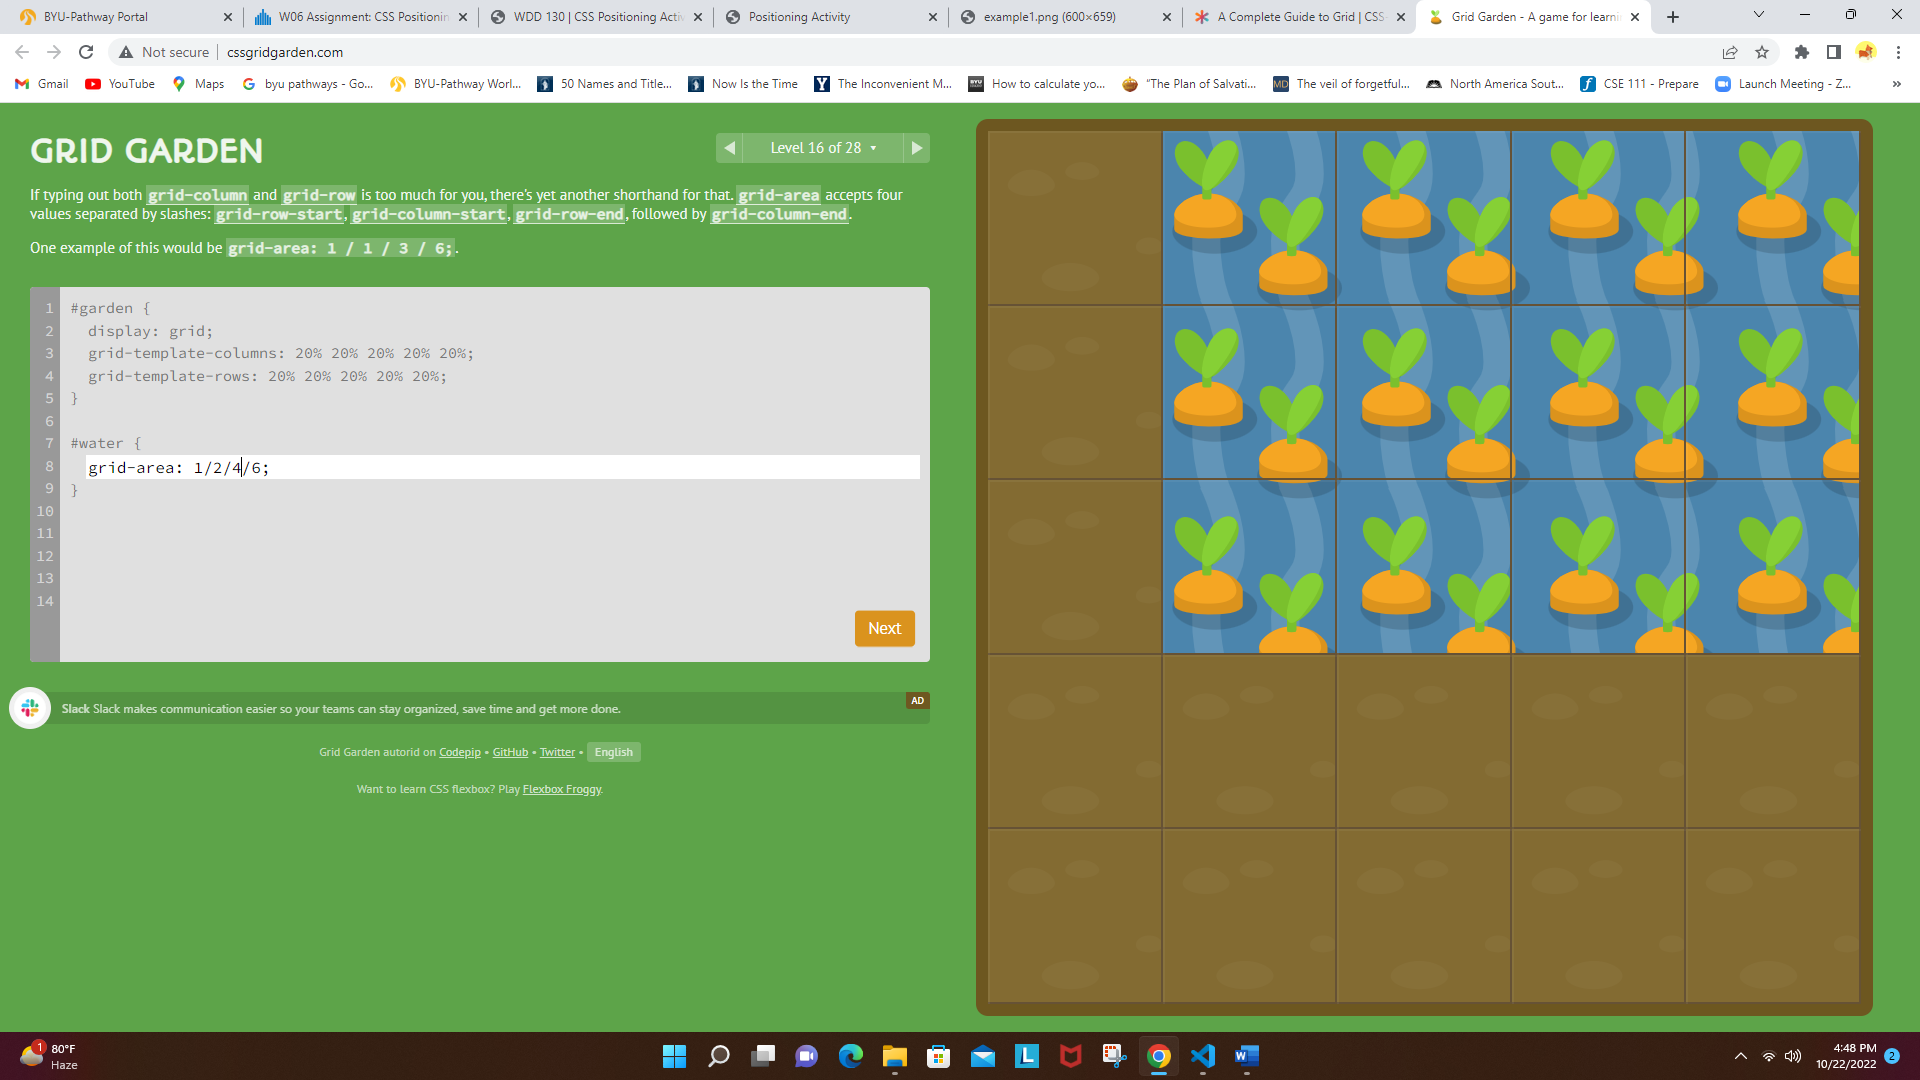 BYU-Pathway Portal
W06 Assignment: CSS Positionin
WDD 130 | CSS Positioning Activ
Positioning Activity
example1.png (600×659)
A Complete Guide to Grid | CSS-
Grid Garden - A game for learnin
Not secure
cssgridgarden.com
Gmail
YouTube
Maps
byu pathways - Go...
BYU-Pathway Worl...
50 Names and Title...
Now Is the Time
The Inconvenient M...
How to calculate yo...
"The Plan of Salvati...
The veil of forgetful...
North America Sout...
CSE 111 - Prepare
Launch Meeting - Z...
»
GRID GARDEN
Level 16 of 28
If typing out both grid-column and grid-row is too much for you, there's yet another shorthand for that. grid-area accepts four
values separated by slashes: grid-row-start, grid-column-start, grid-row-end, followed by grid-column-end.
One example of this would be grid-area: 1 / 1 / 3 / 6;.
1 #garden {
2 display: grid;
3 grid-template-columns: 20% 20% 20% 20% 20%;
4 grid-template-rows: 20% 20% 20% 20% 20%;
5 }
6
7 #water {
8 grid-area: 1/2/4/6;
9 }
10
11
12
13
14
Next
Slack Slack makes communication easier so your teams can stay organized, save time and get more done.
AD
Grid Garden autorid on Codepip • GitHub • Twitter • English
Want to learn CSS flexbox? Play Flexbox Froggy.
1
80°F
Haze
4:48 PM
10/22/2022
2